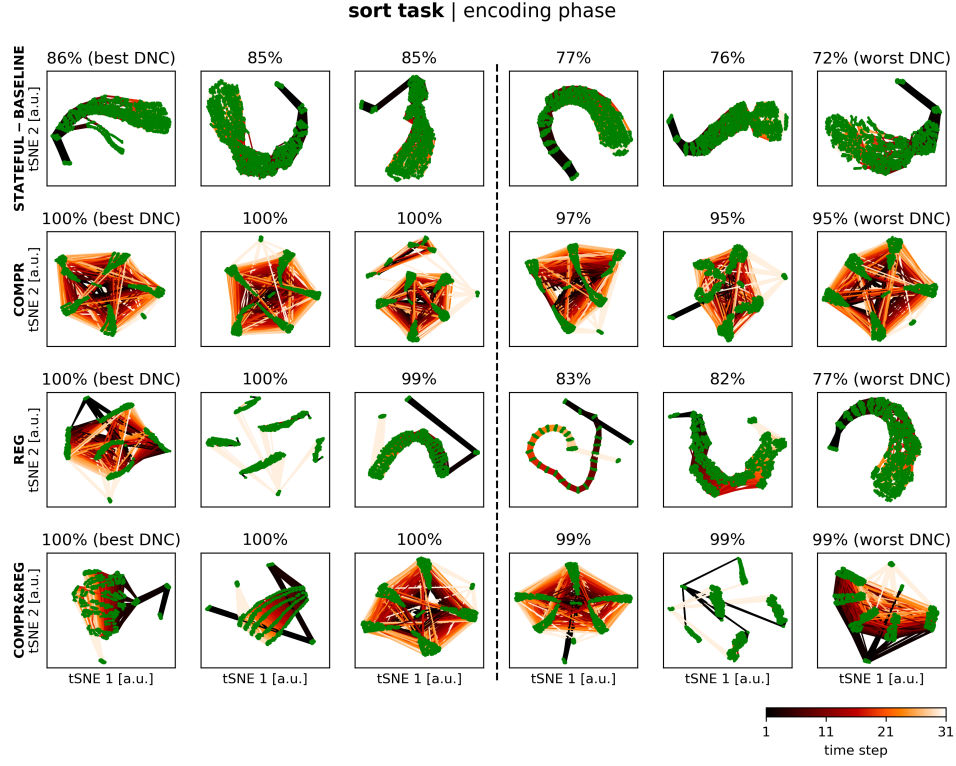 sort task | encoding phase
86% (best DNC) 85% 85% 77% 76% 72% (worst DNC)
STATEFUL – BASELINE
tSNE 2 [a.u.]
100% (best DNC) 100% 100% 97% 95% 95% (worst DNC)
COMPR
tSNE 2 [a.u.]
100% (best DNC) 100% 99% 83% 82% 77% (worst DNC)
REG
tSNE 2 [a.u.]
100% (best DNC) 100% 100% 99% 99% 99% (worst DNC)
COMPR&REG
tSNE 2 [a.u.]
tSNE 1 [a.u.] tSNE 1 [a.u.] tSNE 1 [a.u.] tSNE 1 [a.u.] tSNE 1 [a.u.] tSNE 1 [a.u.]
1 11 21 31
time step